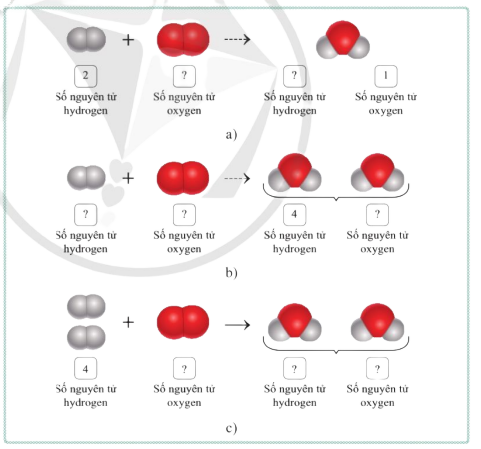 +
2 ? ? 1
Số nguyên tử hydrogen Số nguyên tử oxygen Số nguyên tử hydrogen Số nguyên tử oxygen
a)
+
? ? 4 ?
Số nguyên tử hydrogen Số nguyên tử oxygen Số nguyên tử hydrogen Số nguyên tử oxygen
b)
+
4 ? ? ?
Số nguyên tử hydrogen Số nguyên tử oxygen Số nguyên tử hydrogen Số nguyên tử oxygen
c)